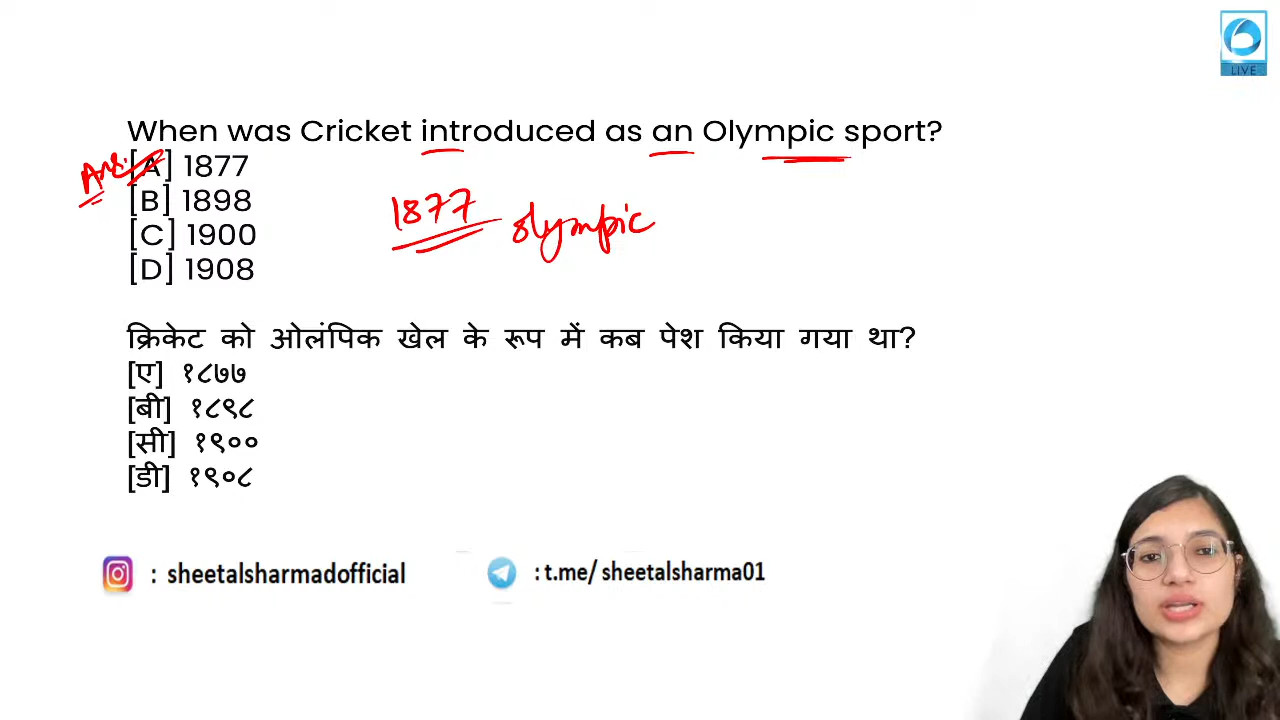 LIVE
When was Cricket introduced as an Olympic sport?
Ans. [A] 1877
[B] 1898
1877 olympic
[C] 1900
[D] 1908
क्रिकेट को ओलंपिक खेल के रूप में कब पेश किया गया था?
[ए] १८७७
[बी] १८९८
[सी] १९००
[डी] १९०८
: sheetalsharmadofficial
: t.me/ sheetalsharma01